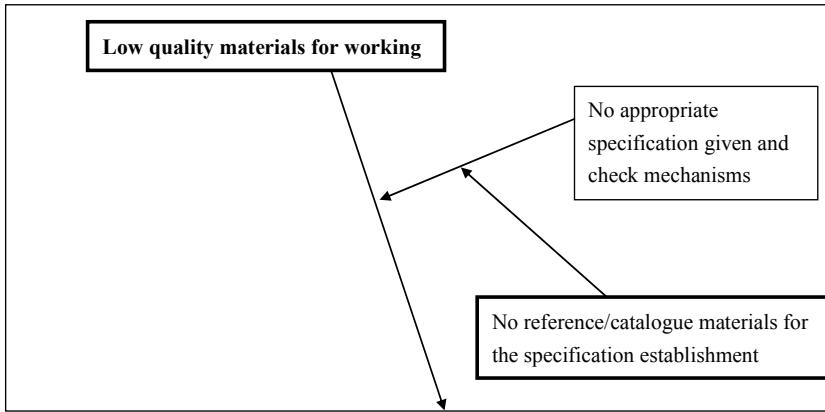 Low quality materials for working
No appropriate
specification given and
check mechanisms
No reference/catalogue materials for
the specification establishment